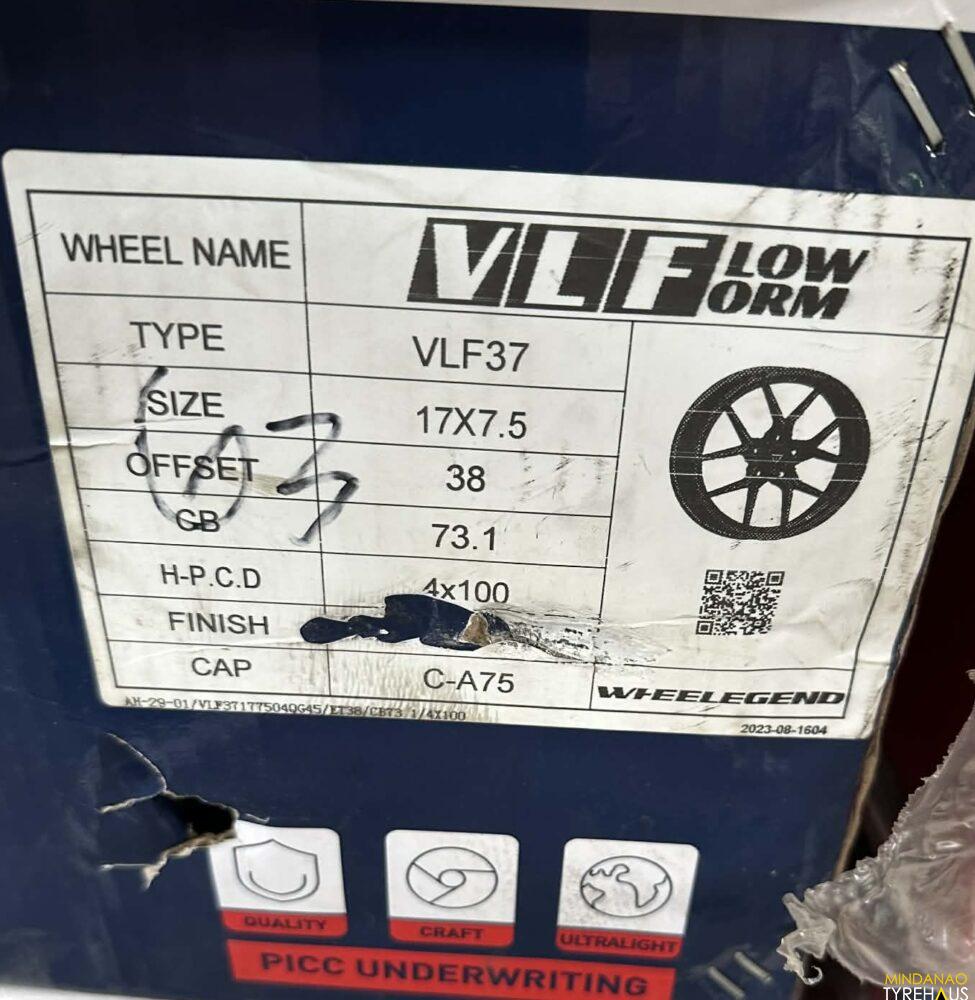 WHEEL NAME VLF LOW FORM
TYPE VLF37
SIZE 17X7.5
OFFSET 38
CB 73.1
H-P.C.D 4x100
FINISH
CAP C-A75
WHEELEGEND
2023-08-1604
QUALITY
CRAFT
ULTRALIGHT
PICC UNDERWRITING
MINDANAO
TYREHAUS